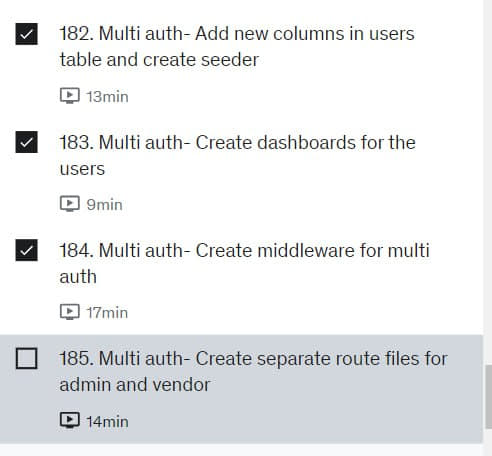 182. Multi auth- Add new columns in users
table and create seeder
13min
183. Multi auth- Create dashboards for the
users
9min
184. Multi auth- Create middleware for multi
auth
17min
185. Multi auth- Create separate route files for
admin and vendor
14min